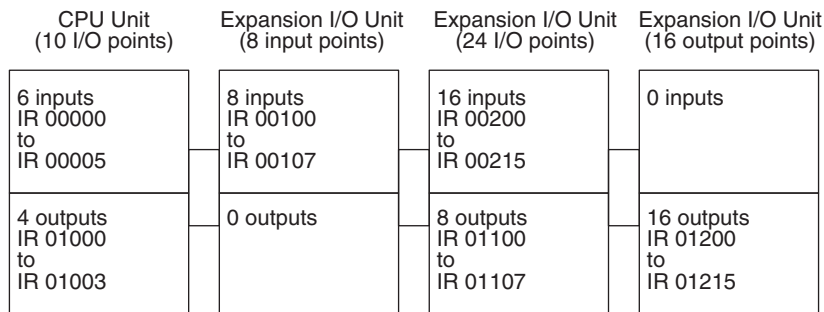 CPU Unit
(10 I/O points)
Expansion I/O Unit
(8 input points)
Expansion I/O Unit
(24 I/O points)
Expansion I/O Unit
(16 output points)
6 inputs
IR 00000
to
IR 00005
8 inputs
IR 00100
to
IR 00107
16 inputs
IR 00200
to
IR 00215
0 inputs
4 outputs
IR 01000
to
IR 01003
0 outputs
8 outputs
IR 01100
to
IR 01107
16 outputs
IR 01200
to
IR 01215